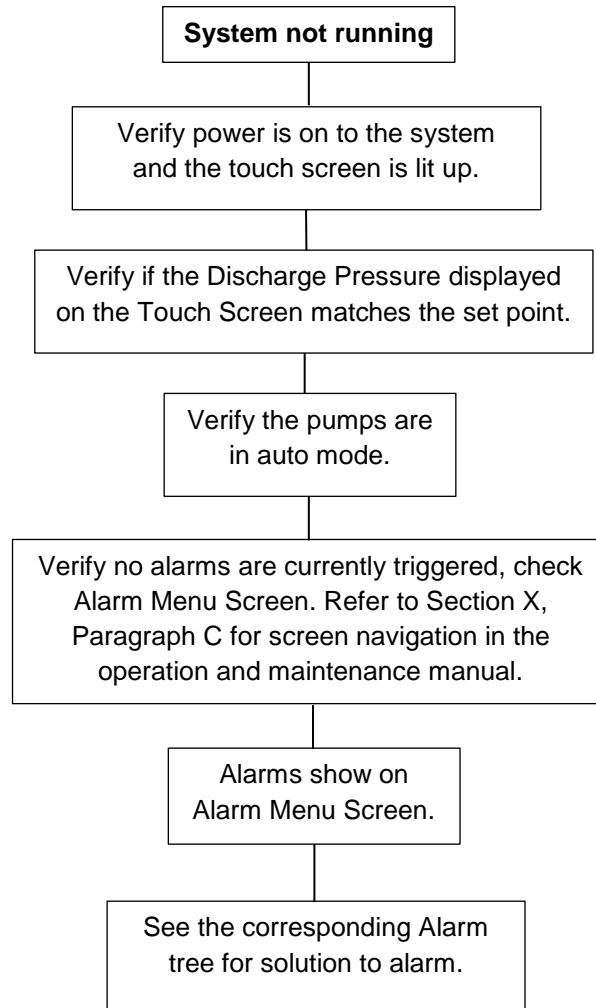 System not running
Verify power is on to the system
and the touch screen is lit up.
Verify if the Discharge Pressure displayed
on the Touch Screen matches the set point.
Verify the pumps are
in auto mode.
Verify no alarms are currently triggered, check
Alarm Menu Screen. Refer to Section X,
Paragraph C for screen navigation in the
operation and maintenance manual.
Alarms show on
Alarm Menu Screen.
See the corresponding Alarm
tree for solution to alarm.